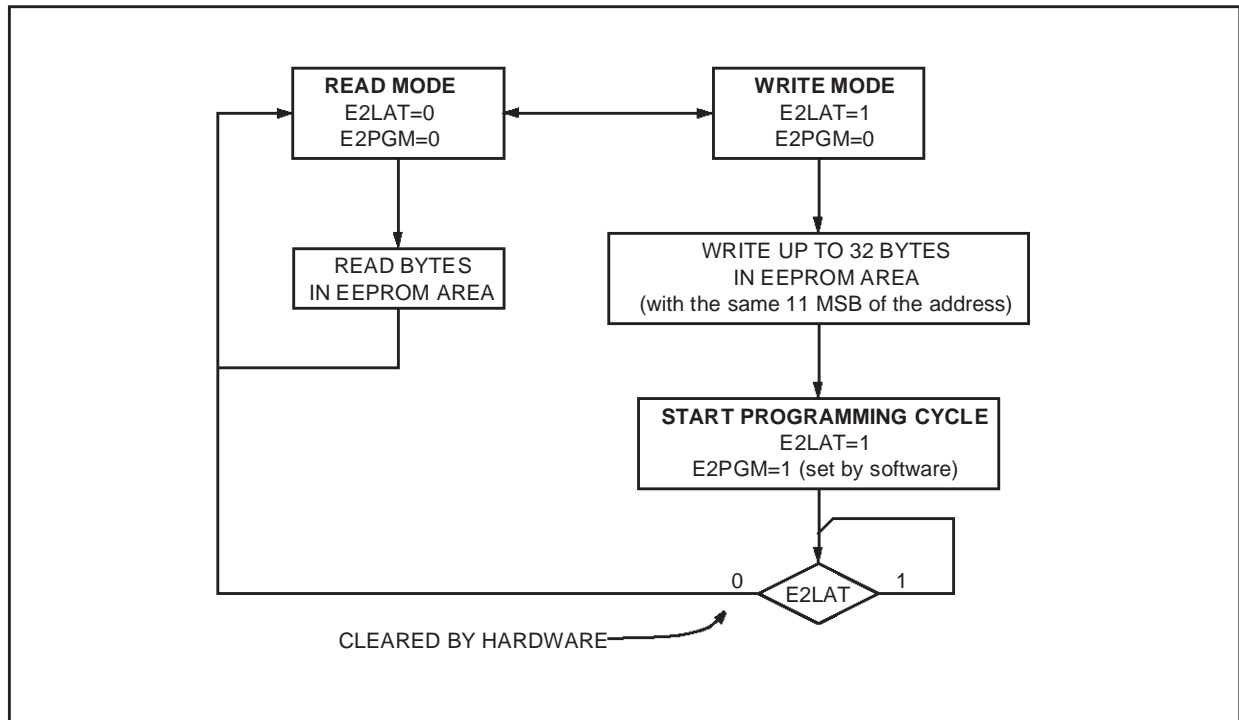 READ MODE
E2LAT=0
E2PGM=0
WRITE MODE
E2LAT=1
E2PGM=0
READ BYTES
IN EEPROM AREA
WRITE UP TO 32 BYTES
IN EEPROM AREA
(with the same 11 MSB of the address)
START PROGRAMMING CYCLE
E2LAT=1
E2PGM=1 (set by software)
0
E2LAT
1
CLEARED BY HARDWARE